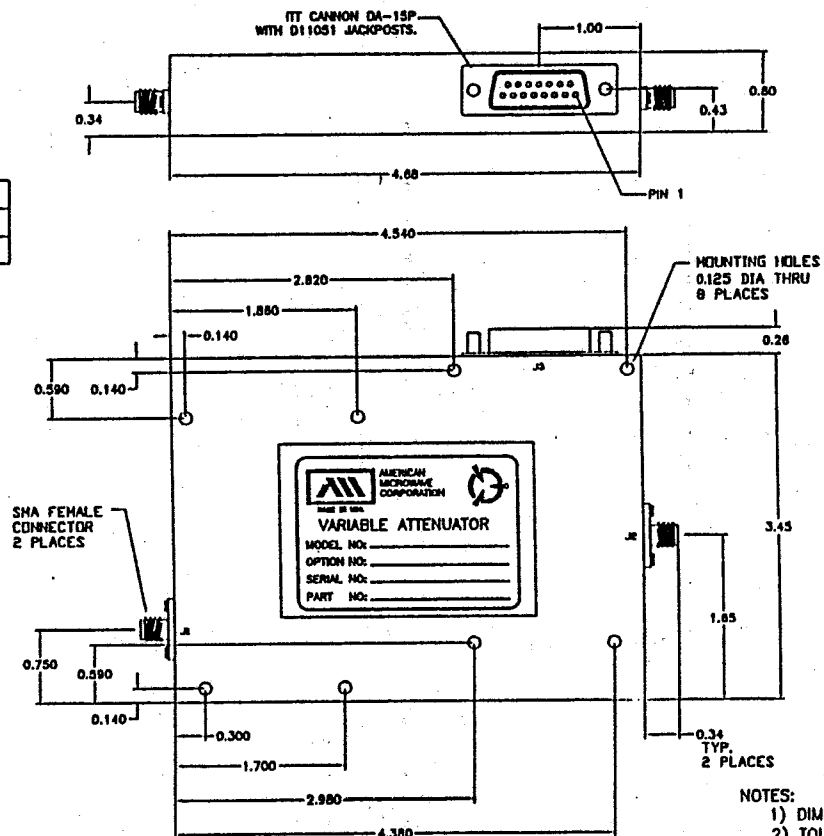 ITT CANNON DA-15P
WITH D11051 JACKPOSTS.
1.00
0.34
0.43
0.80
4.68
PIN 1
4.540
2.820
1.880
0.140
0.590
0.140
MOUNTING HOLES
0.125 DIA THRU
8 PLACES
0.26
J3
AMERICAN
MICROWAVE
CORPORATION
MADE IN USA
VARIABLE ATTENUATOR
MODEL NO:
OPTION NO:
SERIAL NO:
PART NO:
SMA FEMALE
CONNECTOR
2 PLACES
J1
J2
3.45
1.65
0.750
0.590
0.140
0.300
1.700
2.980
4.380
0.34
TYP.
2 PLACES
NOTES:
1) DIM
2) TOL